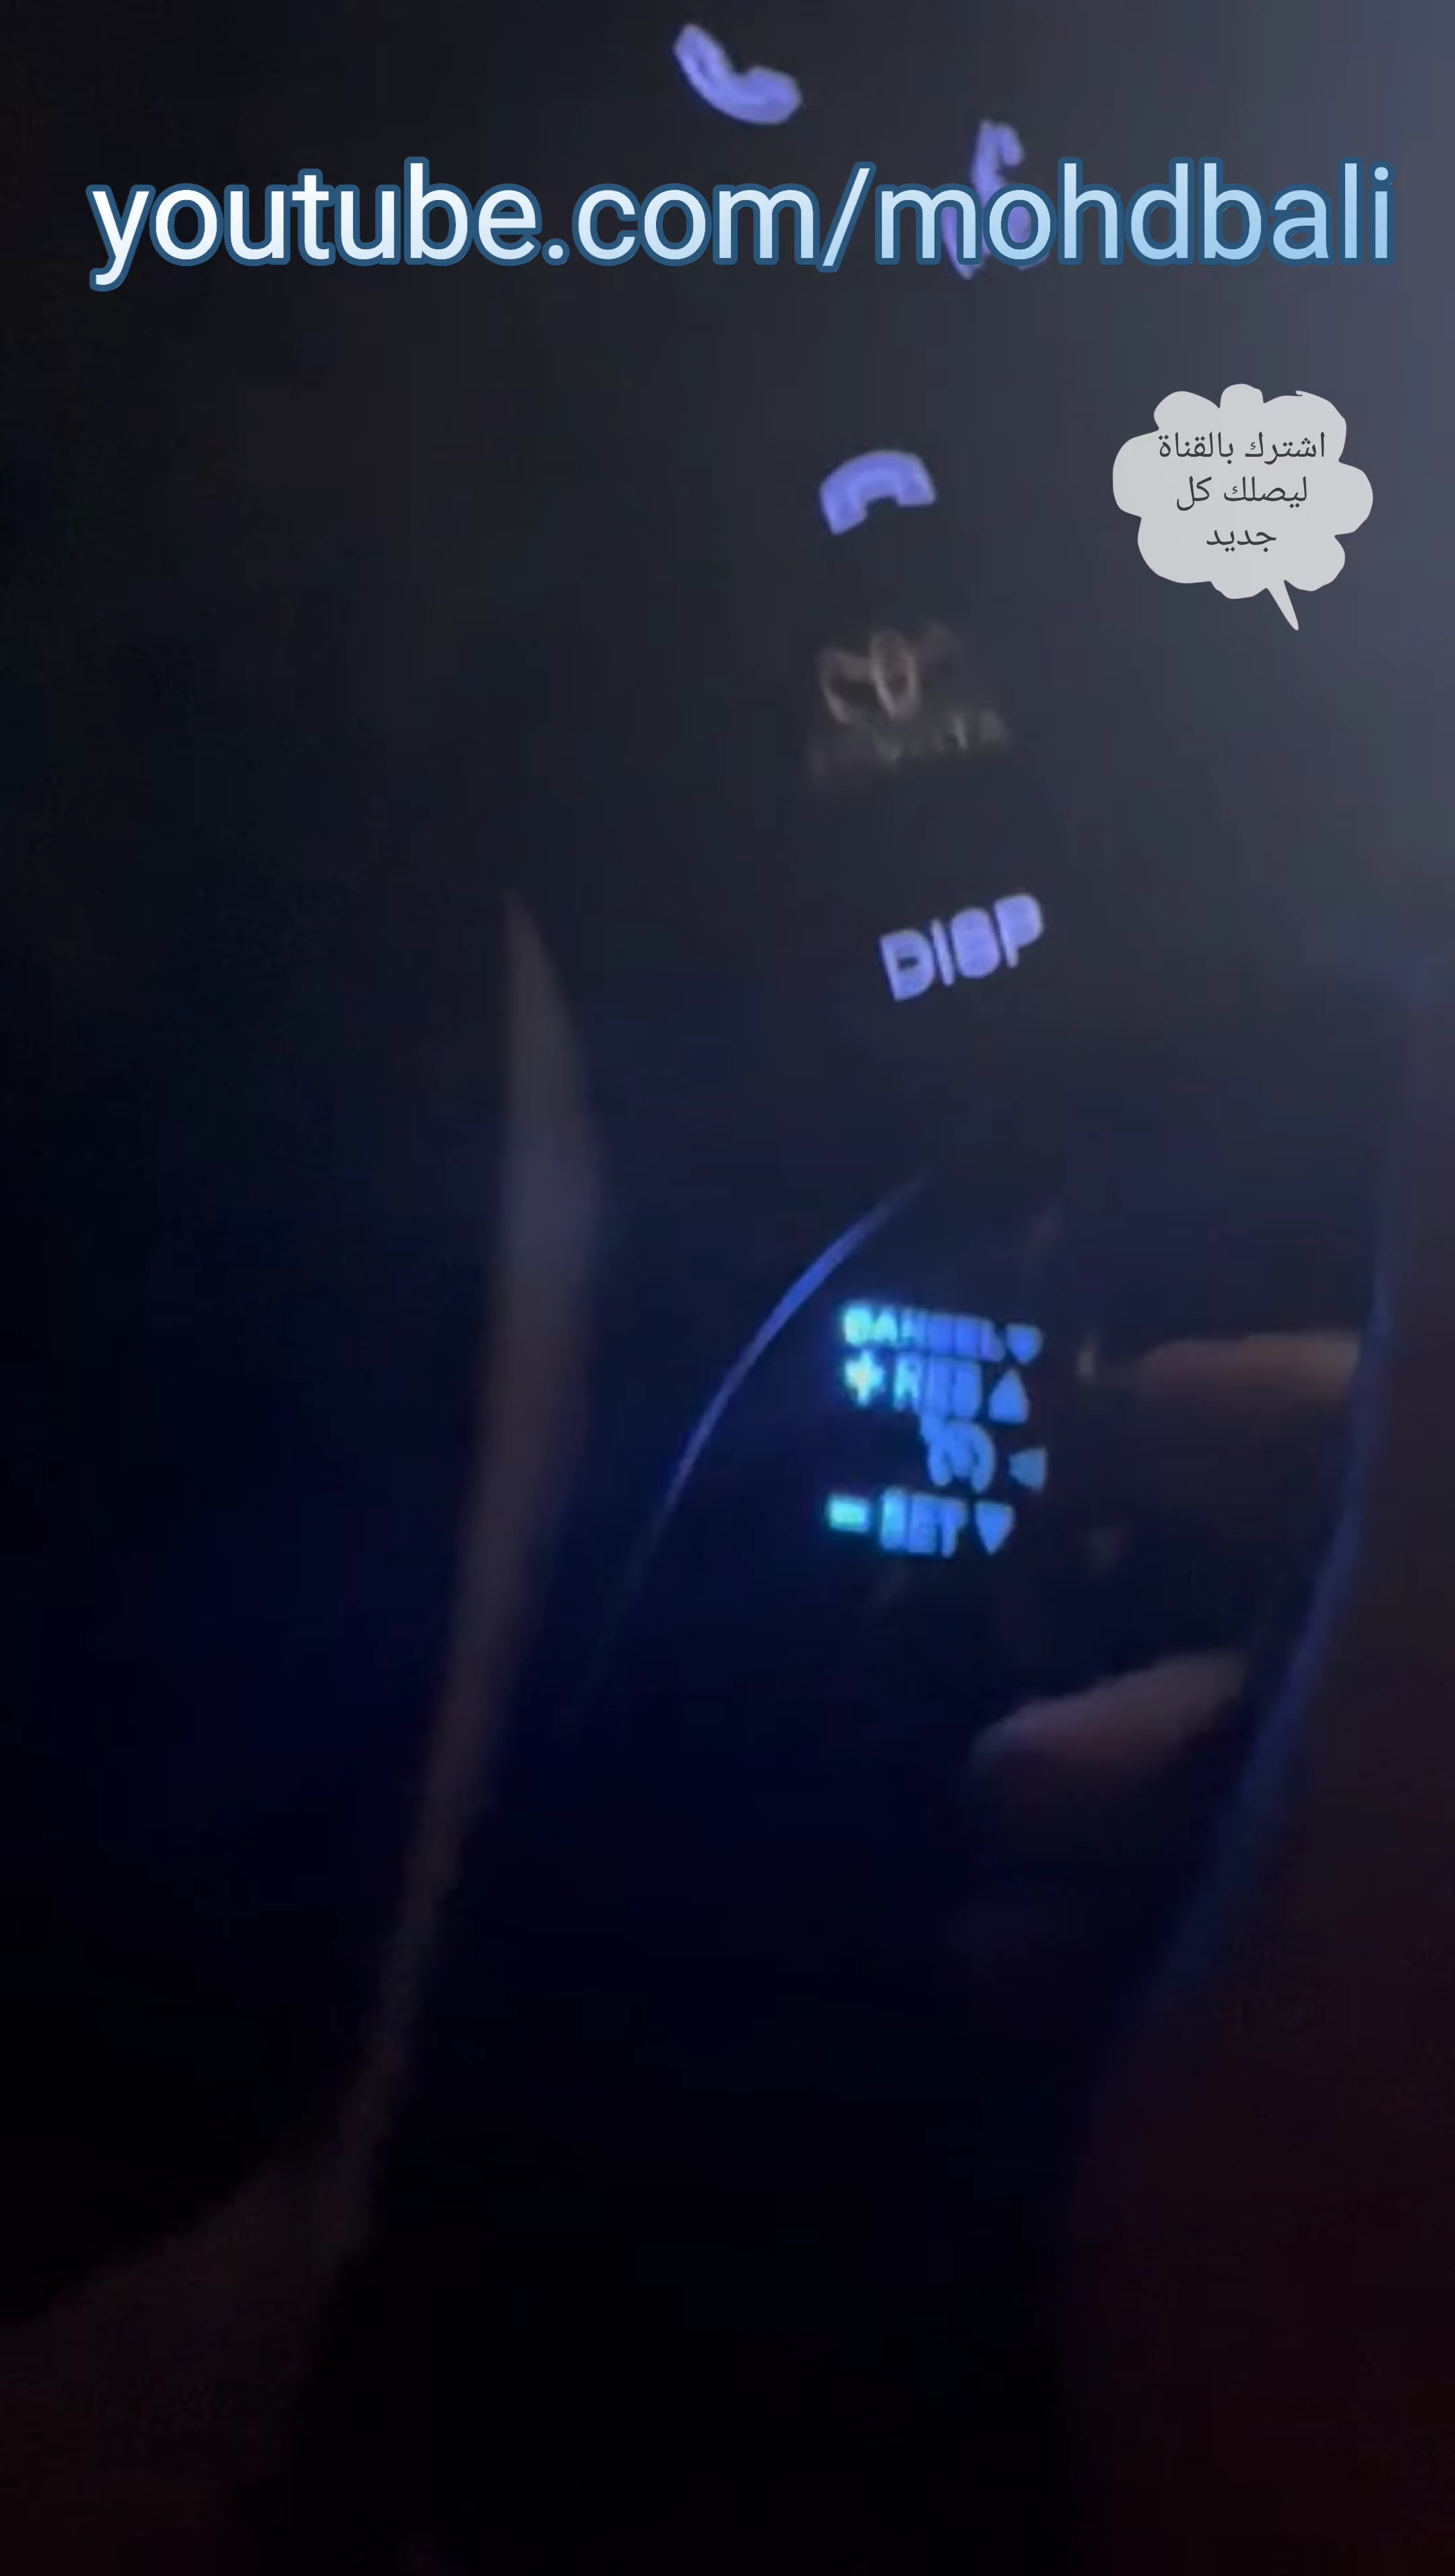 youtube.com/mohdbali
اشترك بالقناة
ليصلك كل
جديد
DISP
CANCEL
+ RES
- SET